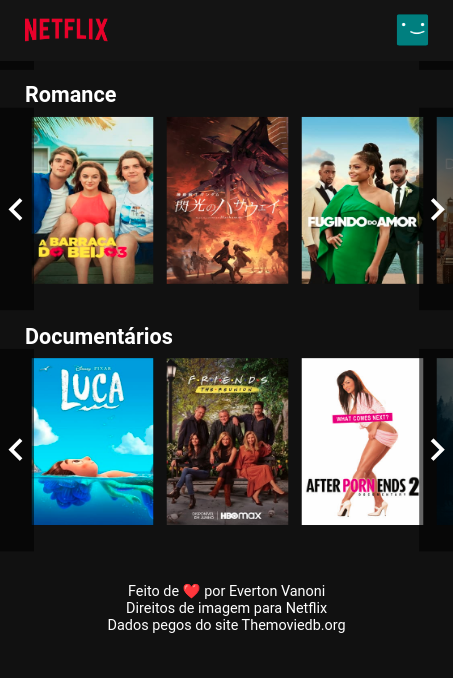 NETFLIX
Romance
A BARRACA
DO BEIJO 3
閃光のハサウェイ
FUGINDO DO AMOR
Documentários
Disney PIXAR
LUCA
F·R·I·E·N·D·S
THE REUNION
HBOMAX
WHAT COMES NEXT?
AFTER PORN ENDS 2
DOCUMENTARY
Feito de ❤️ por Everton Vanoni
Direitos de imagem para Netflix
Dados pegos do site Themoviedb.org